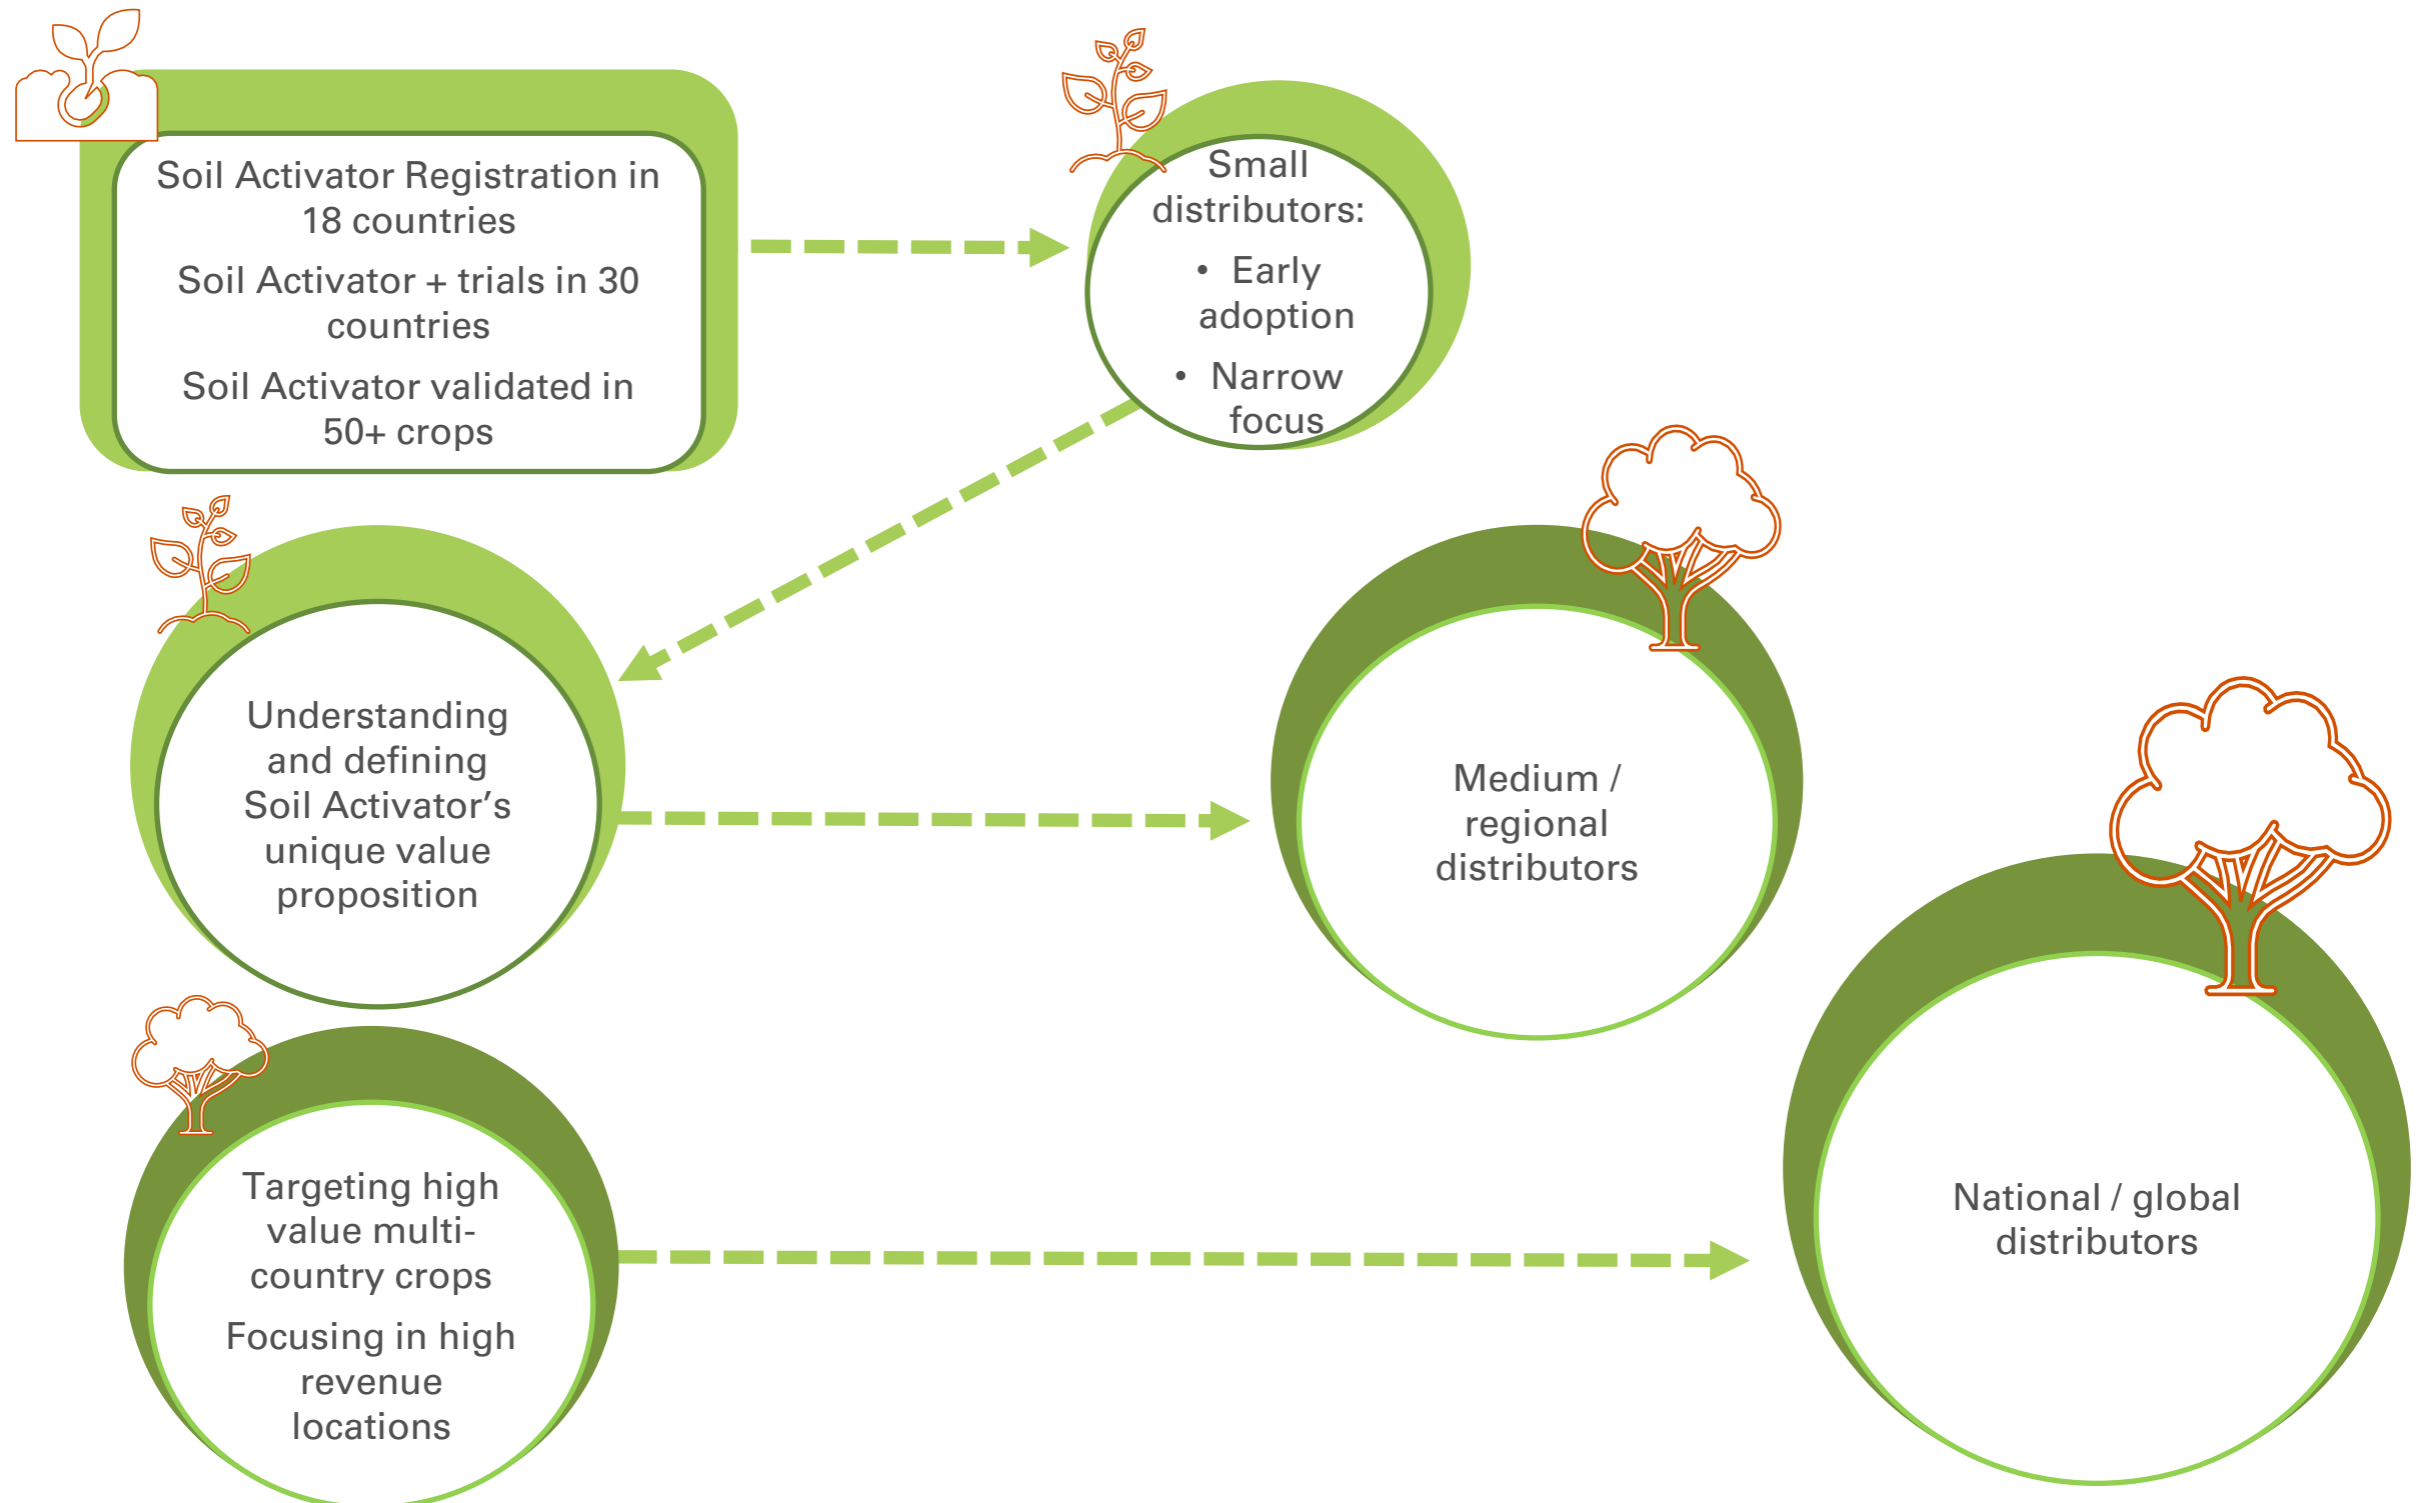 Soil Activator Registration in
18 countries
Soil Activator + trials in 30
countries
Soil Activator validated in
50+ crops
Small
distributors:
• Early
adoption
• Narrow
focus
Understanding
and defining
Soil Activator’s
unique value
proposition
Medium /
regional
distributors
Targeting high
value multi-
country crops
Focusing in high
revenue
locations
National / global
distributors